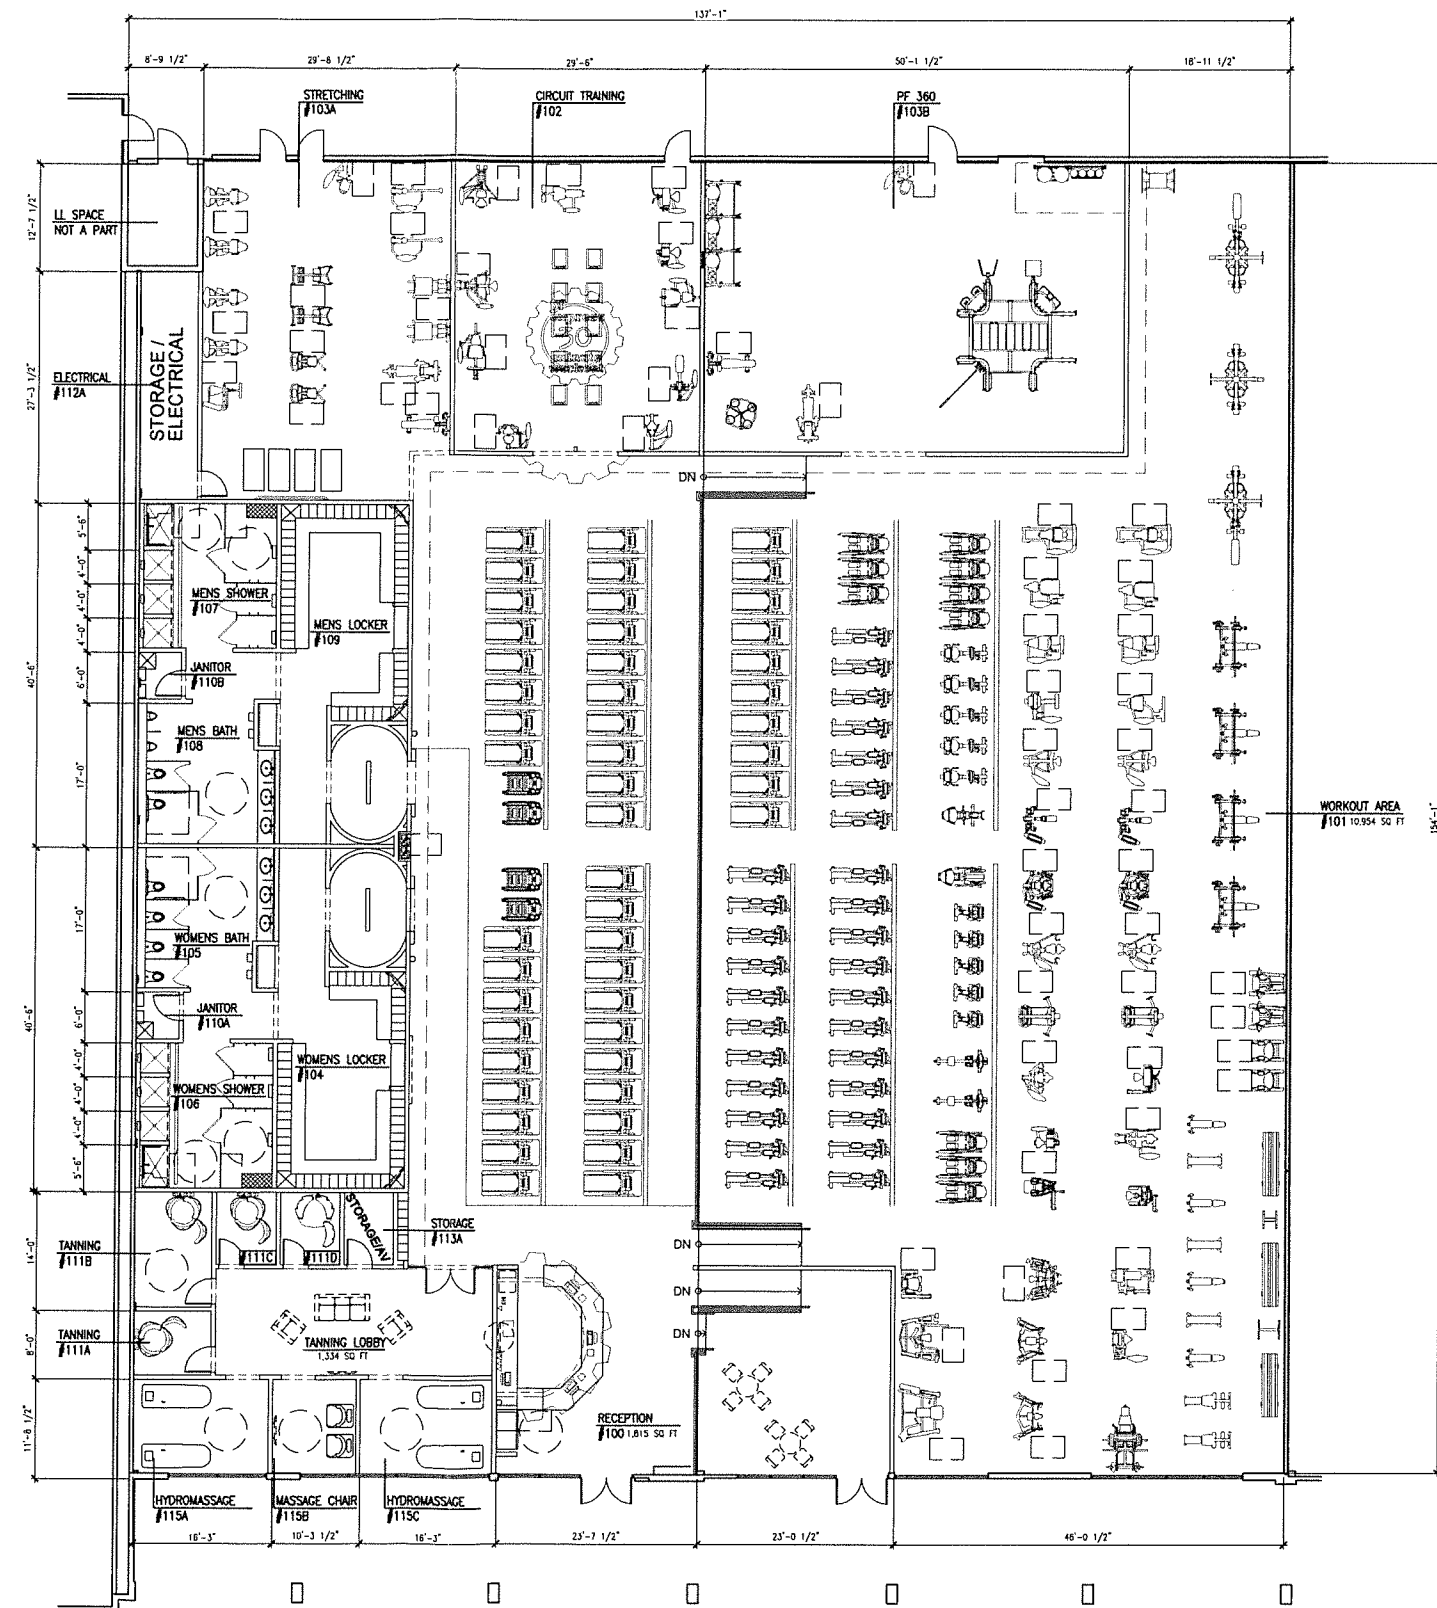 137'-1"
8'-9 1/2"
29'-8 1/2"
29'-6"
50'-1 1/2"
18'-11 1/2"
STRETCHING
#103A
CIRCUIT TRAINING
#102
PF 360
#103B
12'-7 1/2"
LL SPACE
NOT A PART
27'-3 1/2"
ELECTRICAL
#112A
STORAGE /
ELECTRICAL
30
DN
40'-6"
5'-6"
4'-0"
4'-0"
4'-0"
6'-0"
17'-0"
MENS SHOWER
#107
MENS LOCKER
#109
JANITOR
#110B
MENS BATH
#108
WORKOUT AREA
#101 10,954 SQ FT
154'-1"
40'-6"
17'-0"
6'-0"
4'-0"
4'-0"
4'-0"
5'-6"
WOMENS BATH
#105
JANITOR
#110A
WOMENS LOCKER
#104
WOMENS SHOWER
#106
14'-0"
TANNING
#111B
#111C
#111D
STORAGE/AV
STORAGE
#113A
DN
DN
DN
8'-0"
TANNING
#111A
TANNING LOBBY
1,334 SQ FT
11'-8 1/2"
RECEPTION
#100 1,815 SQ FT
HYDROMASSAGE
#115A
MASSAGE CHAIR
#115B
HYDROMASSAGE
#115C
16'-3"
10'-3 1/2"
16'-3"
23'-7 1/2"
23'-0 1/2"
46'-0 1/2"